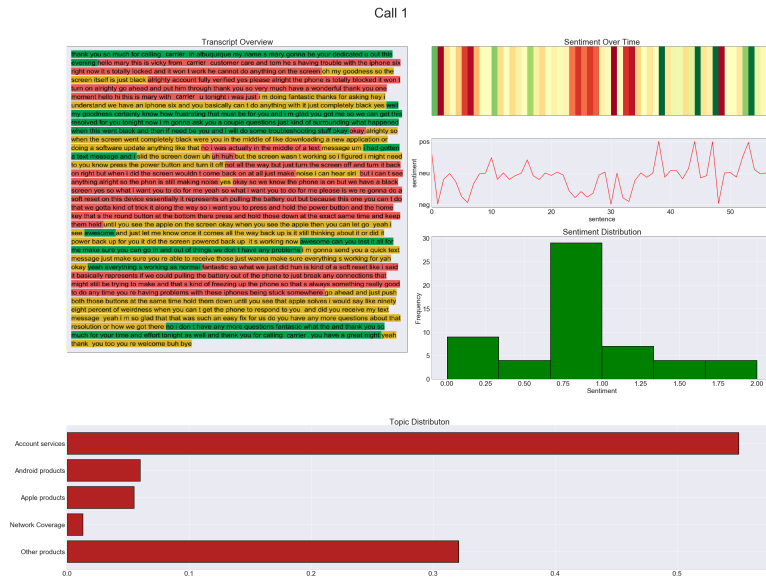 Call 1
Transcript Overview
thank you so much for calling carrier in albuquerque my name s mary gonna be your dedicated u out this
evening hello mary this is vicky from carrier customer care and tom he s having trouble with the iphone six
right now it s totally locked and it won t work he cannot do anything on the screen oh my goodness so the
screen itself is just black alrighty account fully verified yes please alright the phone is totally blocked it won t
turn on alrighty go ahead and put him through thank you so very much have a wonderful thank you one
moment hello hi this is mary with carrier u tonight i was just i m doing fantastic thanks for asking hey i
understand we have an iphone six and you basically can t do anything with it just completely black yes well
my goodness certainly know how frustrating that must be for you and i m glad you got me so we can get this
resolved for you tonight now i m gonna ask you s couple questions just kind of surrounding what happened
when this went black and then if need be you and i will do some troubleshooting stuff okay okay alrighty so
when the screen went completely black were you in the middle of like downloading a new application or
doing a software update anything like that no i was actually in the middle of a text message um i had gotten
a text message and i slid the screen down uh uh huh but the screen wasn t working so i figured i might need
to you know press the power button and turn it off not all the way but just turn the screen off and turn it back
on right but when i did the screen wouldn t come back on at all just make noise i can hear siri but i can t see
anything alright so the phone is still making noise yes okay so we know the phone is on but we have a black
screen yes so what i want you to do for me yeah so what i want you to do for me please is we re gonna do a
soft reset on this device essentially it represents uh pulling the battery out but because this one you can t do
that we gotta kind of trick it along the way so i want you to press and hold the power button and the home
key that s the round button at the bottom there press and hold those down at the exact same time and keep
them held until you see the apple on the screen okay when you see the apple then you can let go yeah i
see awesome and just let me know once it comes all the way back up is it still thinking about it or did it
power back up for you it did the screen powered back up it s working now awesome can you test it all for
me make sure you can go in and out of things we don t have any problems i m gonna send you a quick text
message just make sure you re able to receive those just wanna make sure everything s working for yah
okay yeah everything s working as normal fantastic so what we just did hun is kind of a soft reset like i said
it basically represents if we could pulling the battery out of the phone to just break any connections that
might still be trying to make and that s kind of freezing up the phone so that s always something really good
to do any time you re having problems with these iphones being stuck somewhere go ahead and just push
both those buttons at the same time hold them down until you see that apple solves i would say like ninety
eight percent of weirdness when you can t get the phone to respond to you and did you receive my text
message yeah i m so glad that that was such an easy fix for us do you have any more questions about that
resolution or how we got there no i don t have any more questions fantastic what the and thank you so
much for your time and effort tonight as well and thank you for calling carrier you have a great night yeah
thank you too you re welcome buh bye
Sentiment Over Time
pos
neu
neg
sentiment
0 10 20 30 40 50
sentence
Sentiment Distribution
30
25
20
15
10
5
0
Frequency
0.00 0.25 0.50 0.75 1.00 1.25 1.50 1.75 2.00
Sentiment
Topic Distributon
Account services
Android products
Apple products
Network Coverage
Other products
0.0 0.1 0.2 0.3 0.4 0.5